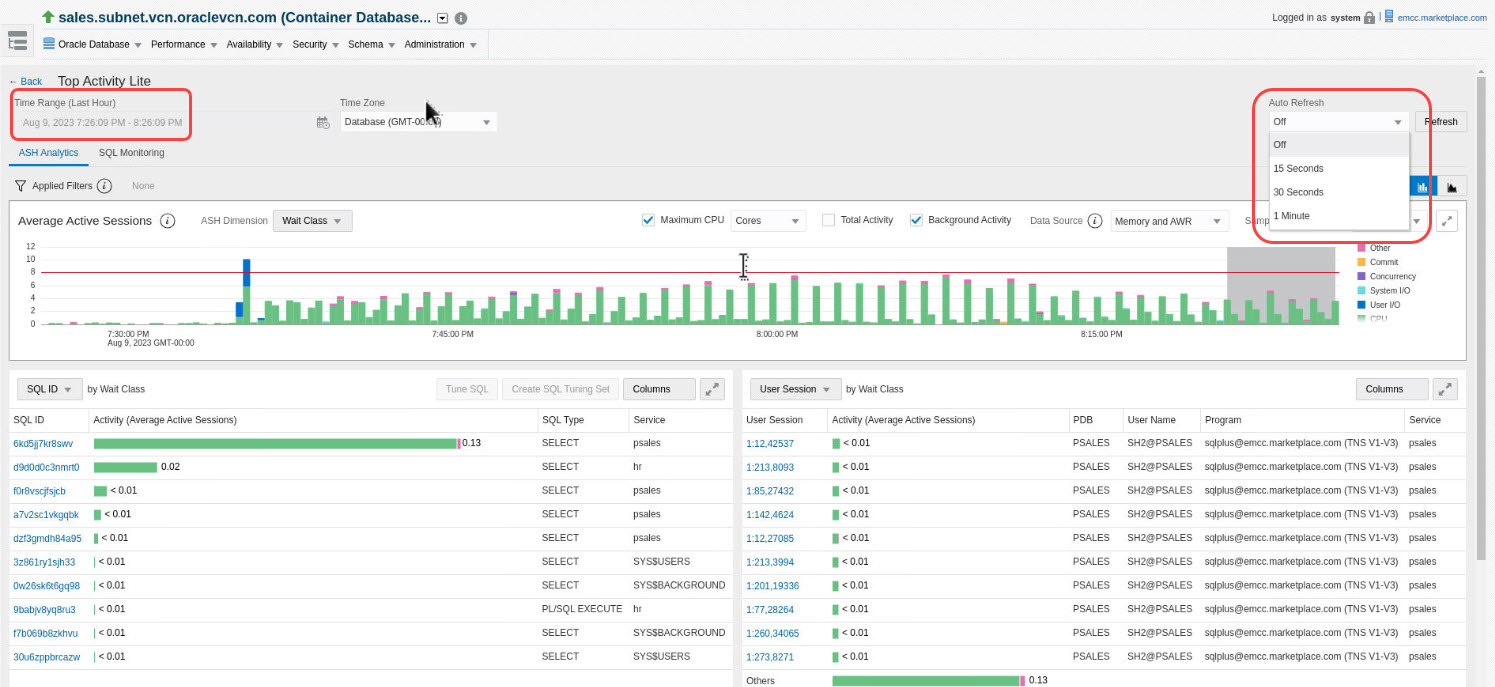 sales.subnet.vcn.oraclevcn.com (Container Database...
Logged in as system
emcc.marketplace.com
Oracle Database Performance Availability Security Schema Administration
← Back Top Activity Lite
Time Range (Last Hour) Time Zone Auto Refresh
Aug 9, 2023 7:26:09 PM - 8:26:09 PM Database (GMT-00:00) Off Refresh
Off
15 Seconds
30 Seconds
1 Minute
ASH Analytics SQL Monitoring
Applied Filters None
Average Active Sessions ASH Dimension Wait Class Maximum CPU Cores Total Activity Background Activity Data Source Memory and AWR
12
10
8
6
4
2
0
7:30:00 PM 7:45:00 PM 8:00:00 PM 8:15:00 PM
Aug 9, 2023 GMT-00:00
Other
Commit
Concurrency
System I/O
User I/O
CPU
SQL ID by Wait Class Tune SQL Create SQL Tuning Set Columns
SQL ID Activity (Average Active Sessions) SQL Type Service
6kd5jj7kr8swv 0.13 SELECT psales
d9d0d0c3nmrt0 0.02 SELECT hr
f0r8vscjfsjcb < 0.01 SELECT psales
a7v2sc1vkgqbk < 0.01 SELECT psales
dzf3gmdh84a95 < 0.01 SELECT psales
3z861ry1sjh33 < 0.01 SELECT SYS$USERS
0w26sk6t6gq98 < 0.01 SELECT SYS$BACKGROUND
9babjv8yq8ru3 < 0.01 PL/SQL EXECUTE hr
f7b069b8zkhvu < 0.01 SELECT SYS$BACKGROUND
30u6zppbrcazw < 0.01 SELECT SYS$USERS
User Session by Wait Class Columns
User Session Activity (Average Active Sessions) PDB User Name Program Service
1:12,42537 < 0.01 PSALES SH2@PSALES sqlplus@emcc.marketplace.com (TNS V1-V3) psales
1:213,8093 < 0.01 PSALES SH2@PSALES sqlplus@emcc.marketplace.com (TNS V1-V3) psales
1:85,27432 < 0.01 PSALES SH2@PSALES sqlplus@emcc.marketplace.com (TNS V1-V3) psales
1:142,4624 < 0.01 PSALES SH2@PSALES sqlplus@emcc.marketplace.com (TNS V1-V3) psales
1:12,27085 < 0.01 PSALES SH2@PSALES sqlplus@emcc.marketplace.com (TNS V1-V3) psales
1:213,3994 < 0.01 PSALES SH2@PSALES sqlplus@emcc.marketplace.com (TNS V1-V3) psales
1:201,19336 < 0.01 PSALES SH2@PSALES sqlplus@emcc.marketplace.com (TNS V1-V3) psales
1:77,28264 < 0.01 PSALES SH2@PSALES sqlplus@emcc.marketplace.com (TNS V1-V3) psales
1:260,34065 < 0.01 PSALES SH2@PSALES sqlplus@emcc.marketplace.com (TNS V1-V3) psales
1:273,8271 < 0.01 PSALES SH2@PSALES sqlplus@emcc.marketplace.com (TNS V1-V3) psales
Others 0.13